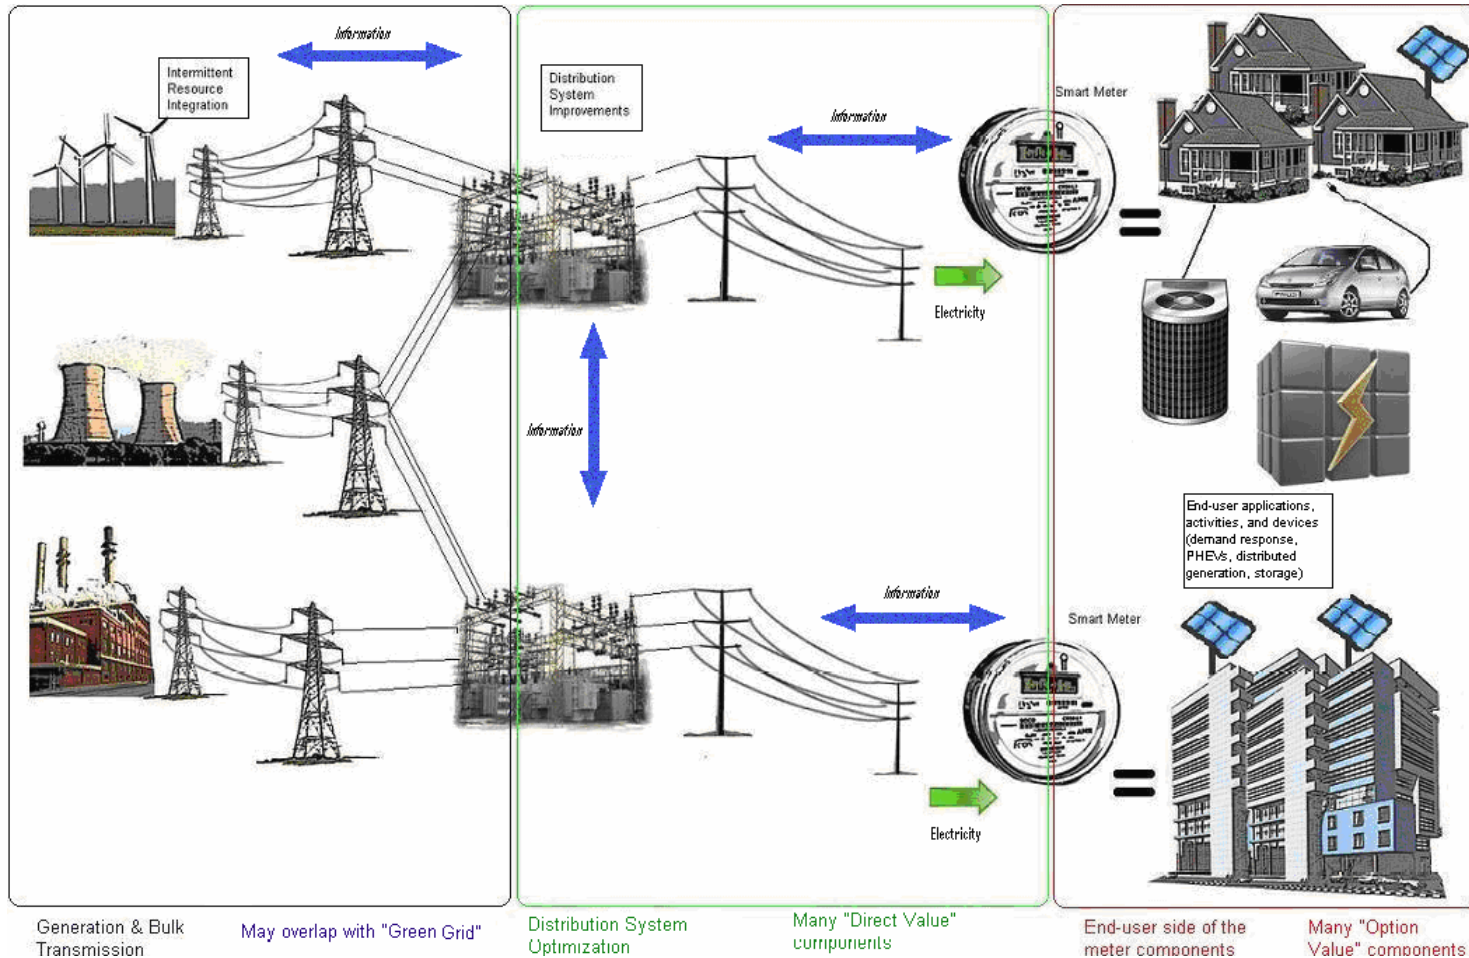 Information
Intermittent
Resource
Integration
Distribution
System
Improvements
Information
Smart Meter
Electricity
Information
End-user applications,
activities, and devices
(demand response,
PHEVs, distributed
generation, storage)
Information
Smart Meter
Electricity
Generation & Bulk
Transmission
May overlap with "Green Grid"
Distribution System
Optimization
Many "Direct Value"
components
End-user side of the
meter components
Many "Option
Value" components